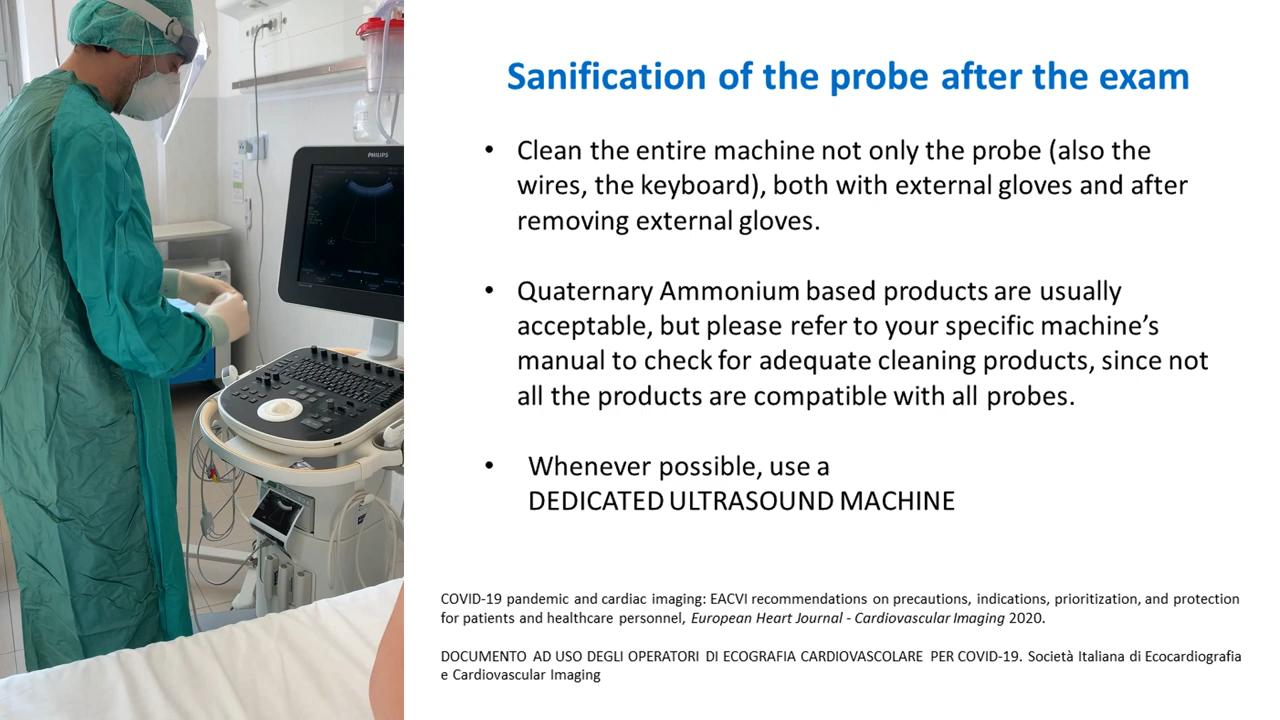 PHILIPS
Sanification of the probe after the exam
• Clean the entire machine not only the probe (also the
wires, the keyboard), both with external gloves and after
removing external gloves.
• Quaternary Ammonium based products are usually
acceptable, but please refer to your specific machine’s
manual to check for adequate cleaning products, since not
all the products are compatible with all probes.
• Whenever possible, use a
DEDICATED ULTRASOUND MACHINE
COVID-19 pandemic and cardiac imaging: EACVI recommendations on precautions, indications, prioritization, and protection
for patients and healthcare personnel, European Heart Journal - Cardiovascular Imaging 2020.
DOCUMENTO AD USO DEGLI OPERATORI DI ECOGRAFIA CARDIOVASCOLARE PER COVID-19. Società Italiana di Ecocardiografia
e Cardiovascular Imaging